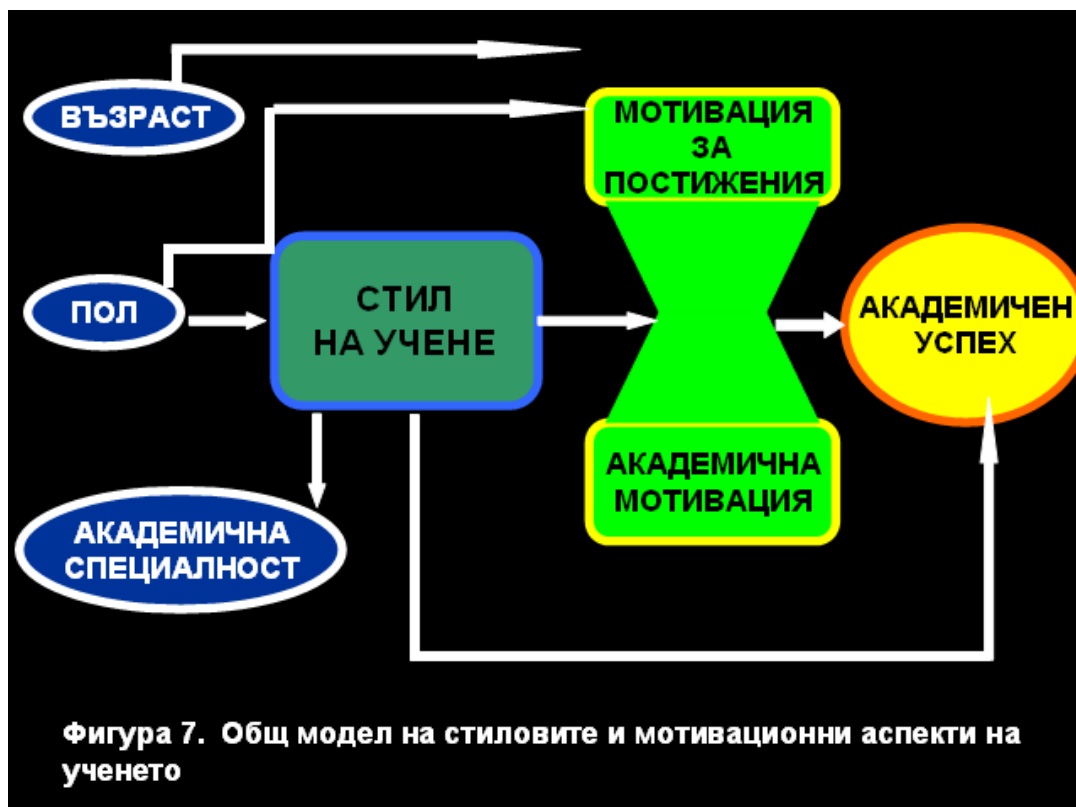 ВЪЗРАСТ
МОТИВАЦИЯ
ЗА
ПОСТИЖЕНИЯ
ПОЛ
СТИЛ
НА УЧЕНЕ
АКАДЕМИЧЕН
УСПЕХ
АКАДЕМИЧНА
МОТИВАЦИЯ
АКАДЕМИЧНА
СПЕЦИАЛНОСТ
Фигура 7. Общ модел на стиловите и мотивационни аспекти на
ученето